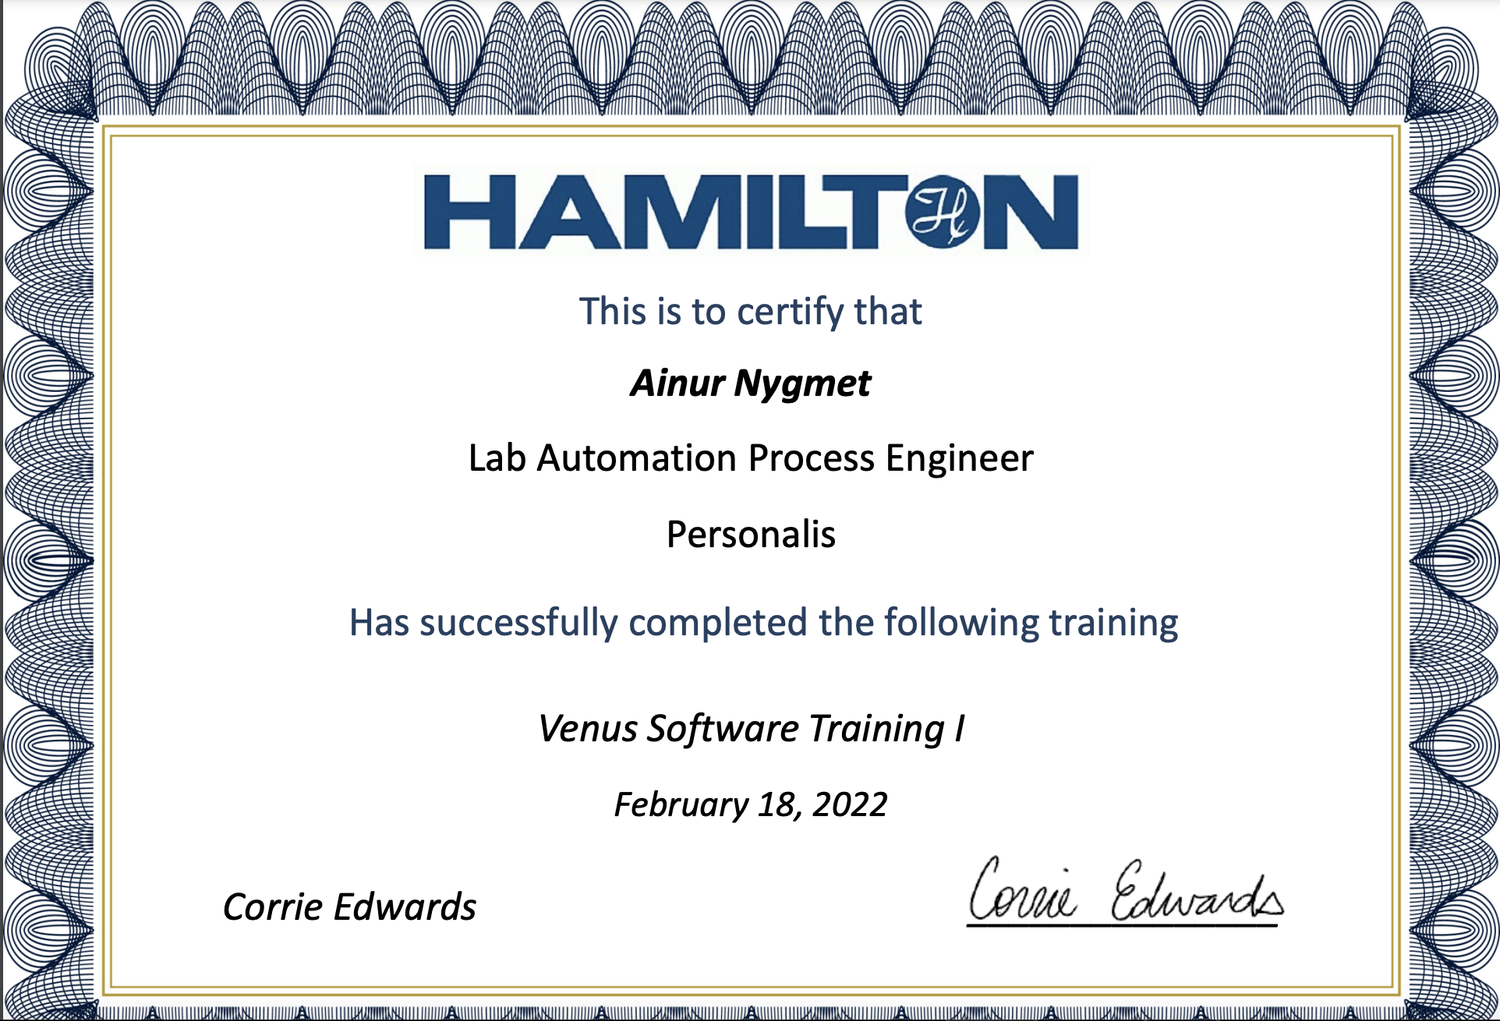 HAMILTON
This is to certify that
Ainur Nygmet
Lab Automation Process Engineer
Personalis
Has successfully completed the following training
Venus Software Training I
February 18, 2022
Corrie Edwards
Corrie Edwards